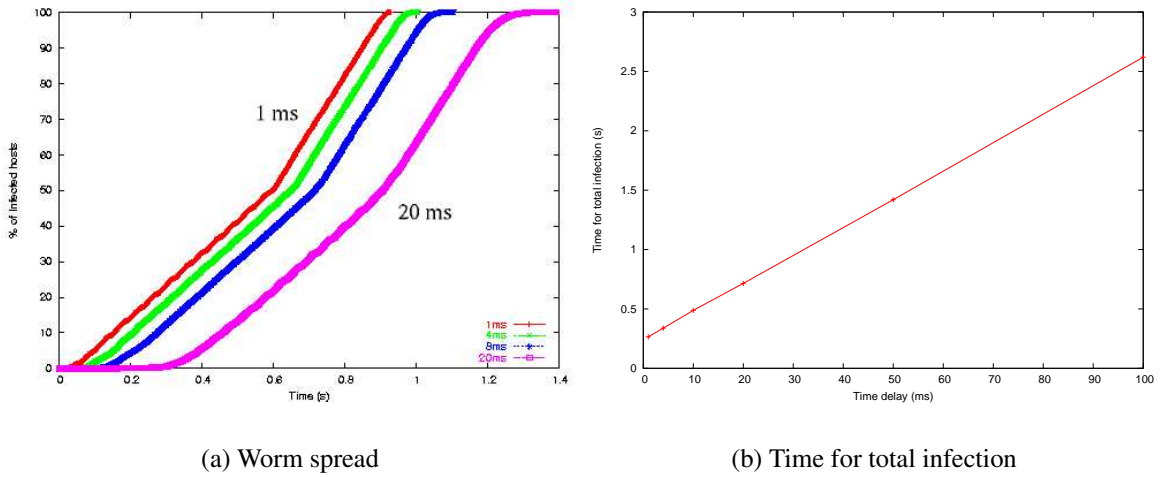 100
90
80
70
60
50
40
30
20
10
0
% of infected hosts
1 ms
20 ms
1ms
4ms
8ms
20ms
0 0.2 0.4 0.6 0.8 1 1.2 1.4
Time (s)
(a) Worm spread
3
2.5
2
1.5
1
0.5
0
Time for total infection (s)
0 10 20 30 40 50 60 70 80 90 100
Time delay (ms)
(b) Time for total infection